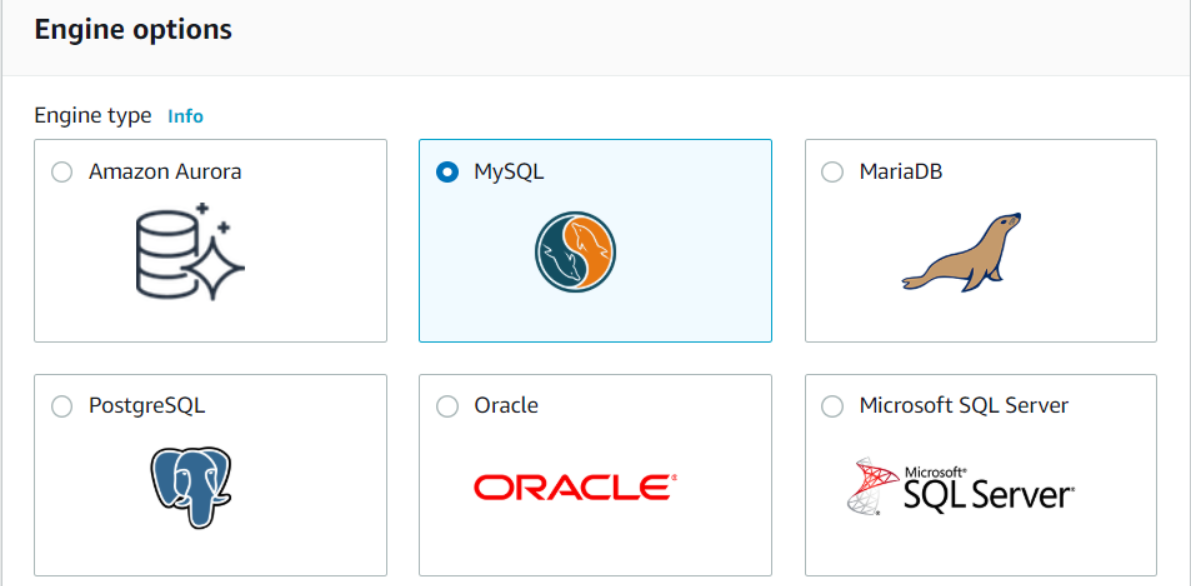 Engine options
Engine type Info
Amazon Aurora
MySQL
MariaDB
PostgreSQL
Oracle
Microsoft SQL Server
ORACLE®
Microsoft®
SQL Server®